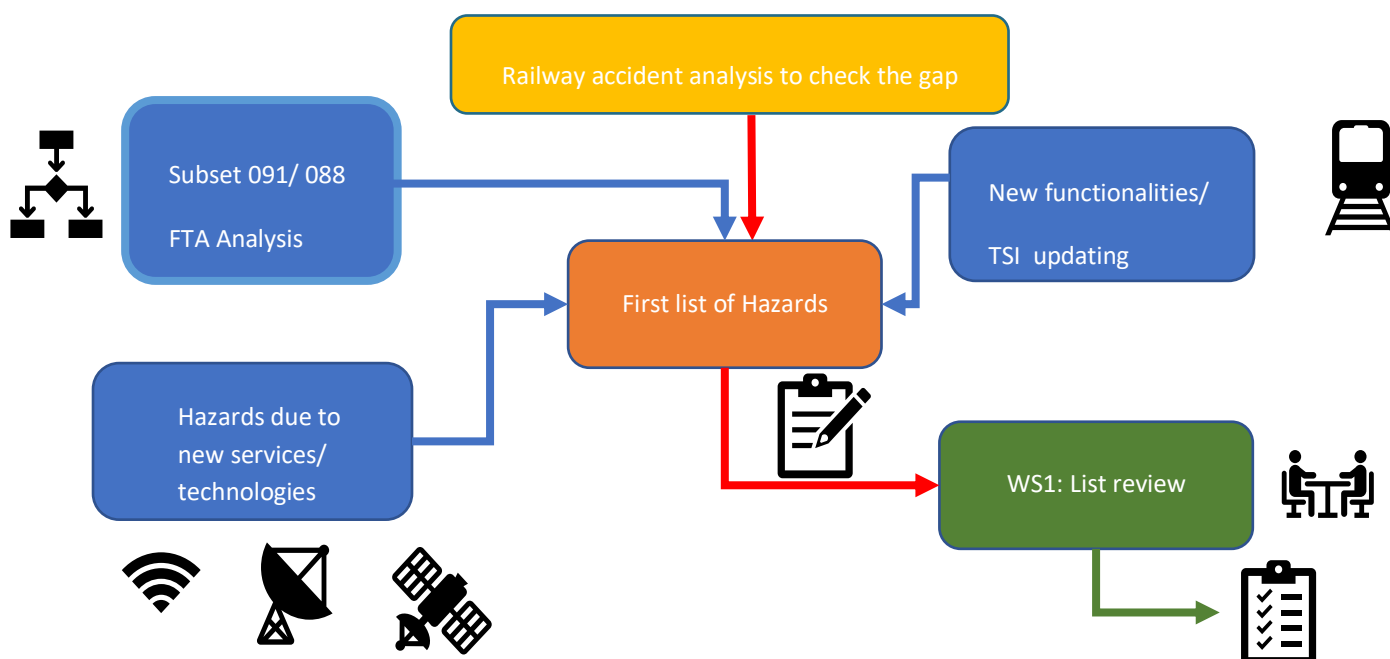 Railway accident analysis to check the gap
Subset 091/ 088
FTA Analysis
New functionalities/
TSI  updating
First list of Hazards
Hazards due to
new services/
technologies
WS1: List review